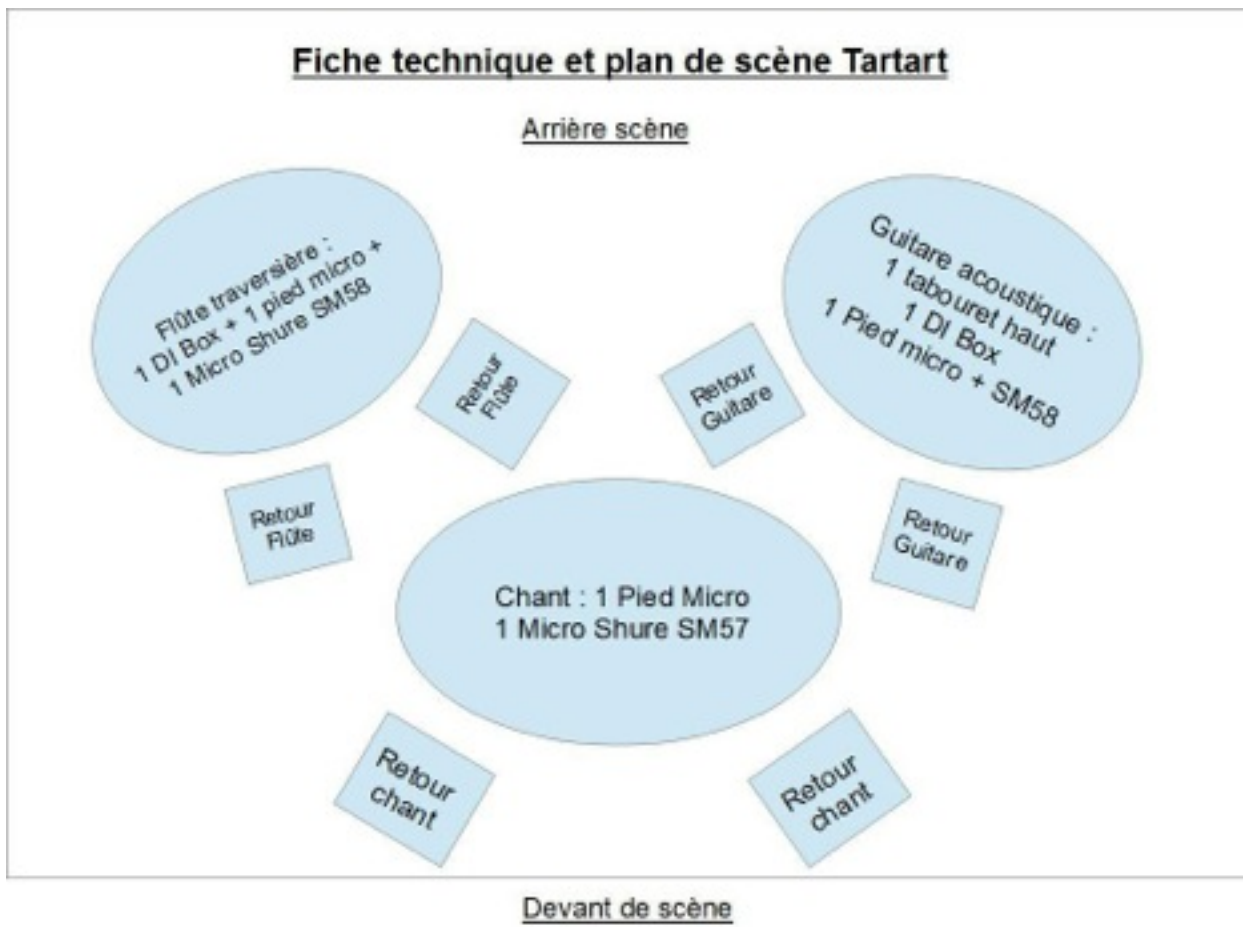 Fiche technique et plan de scène Tartart
Arrière scène
Flûte traversière :
1 DI Box + 1 pied micro +
1 Micro Shure SM58
Guitare acoustique :
1 tabouret haut
1 DI Box
1 Pied micro + SM58
Retour
Flûte
Retour
Guitare
Retour
Flûte
Retour
Guitare
Chant : 1 Pied Micro
1 Micro Shure SM57
Retour
chant
Retour
chant
Devant de scène